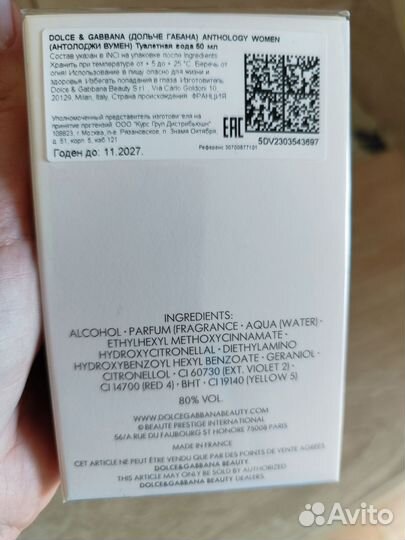 DOLCE & GABBANA (ДОЛЬЧЕ ГАБАНА) ANTHOLOGY WOMEN
(АНТОЛОДЖИ ВУМЕН) Туалетная вода 50 мл
Состав указан в INCI на упаковке после Ingredients
Хранить при температуре от + 5 до + 25 °C. Беречь от
огня! Использование в пищу опасно для жизни и
здоровья. Избегать попадания в глаза. Изготовитель:
Dolce & Gabbana Beauty S.r.l., Via Carlo Goldoni 10,
20129, Milan, Italy. Страна происхождения: ФРАНЦИЯ
Уполномоченный представитель изготовителя на
принятие претензий: ООО "Курс Груп Дистрибьюшн"
109823, г Москва, п-е. Рязановское, п. Знамя Октября,
д. 51, корп. 5, каб 121
Годен до: 11.2027.
EAC
Референс: 30700877101
5DV2303543697
INGREDIENTS:
ALCOHOL • PARFUM (FRAGRANCE • AQUA (WATER) •
ETHYLHEXYL METHOXYCINNAMATE •
HYDROXYCITRONELLAL • DIETHYLAMINO
HYDROXYBENZOYL HEXYL BENZOATE • GERANIOL •
CITRONELLOL • CI 60730 (EXT. VIOLET 2) •
CI 14700 (RED 4) • BHT • CI 19140 (YELLOW 5)
80% VOL.
WWW.DOLCEGABBANABEAUTY.COM
© BEAUTE PRESTIGE INTERNATIONAL
56/A RUE DU FAUBOURG ST HONORE 75008 PARIS
MADE IN FRANCE
CET ARTICLE NE PEUT ÊTRE VENDU QUE PAR DES POINTS DE VENTE AGRÉÉS
DOLCE&GABBANA BEAUTY.
THIS ARTICLE MAY ONLY BE SOLD BY AUTHORIZED
DOLCE&GABBANA BEAUTY DEALERS.
Avito